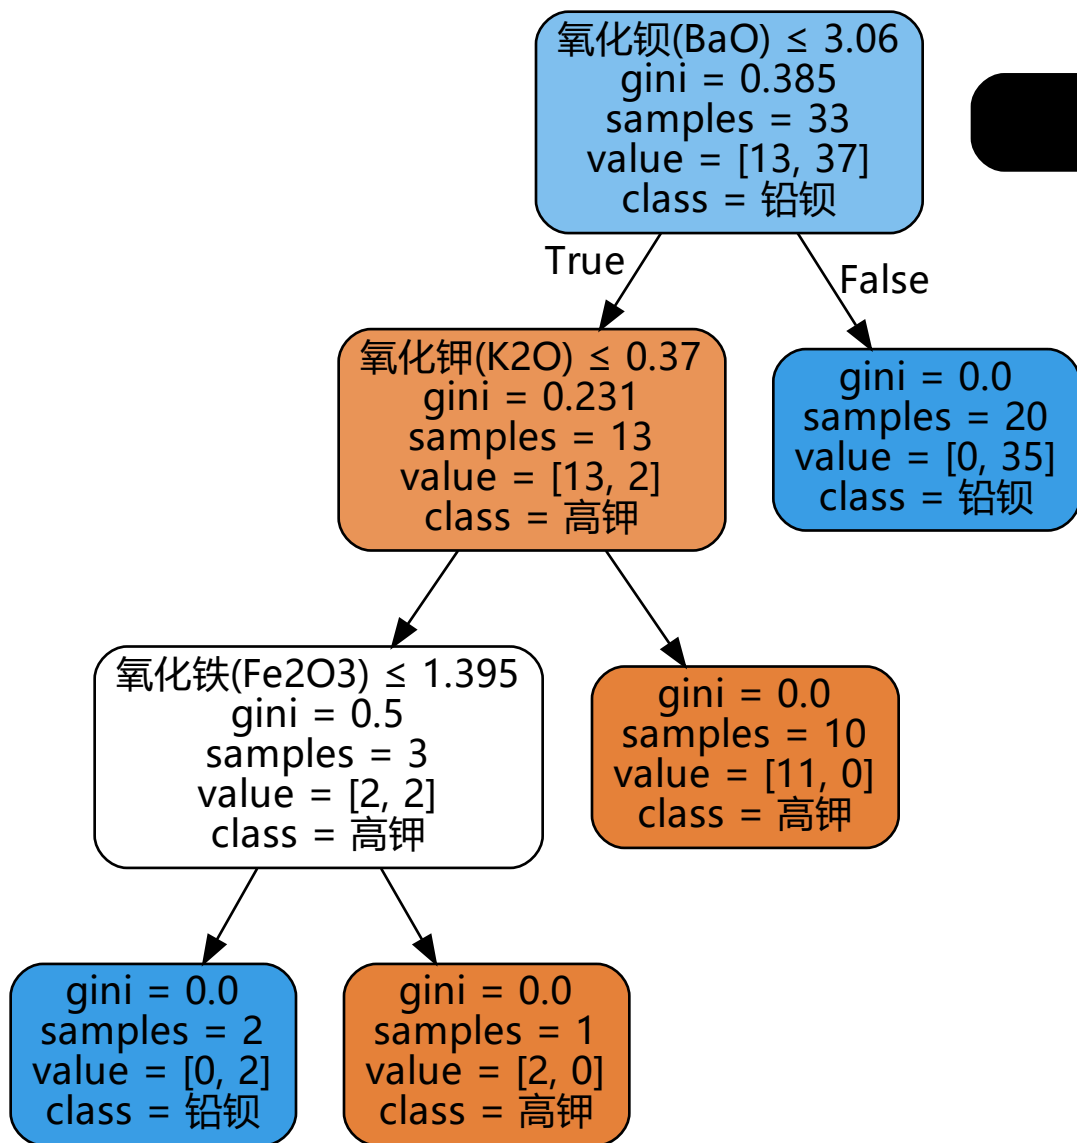 氧化钡(BaO) ≤ 3.06
gini = 0.385
samples = 33
value = [13, 37]
class = 铅钡
True
False
氧化钾(K2O) ≤ 0.37
gini = 0.231
samples = 13
value = [13, 2]
class = 高钾
gini = 0.0
samples = 20
value = [0, 35]
class = 铅钡
氧化铁(Fe2O3) ≤ 1.395
gini = 0.5
samples = 3
value = [2, 2]
class = 高钾
gini = 0.0
samples = 10
value = [11, 0]
class = 高钾
gini = 0.0
samples = 2
value = [0, 2]
class = 铅钡
gini = 0.0
samples = 1
value = [2, 0]
class = 高钾